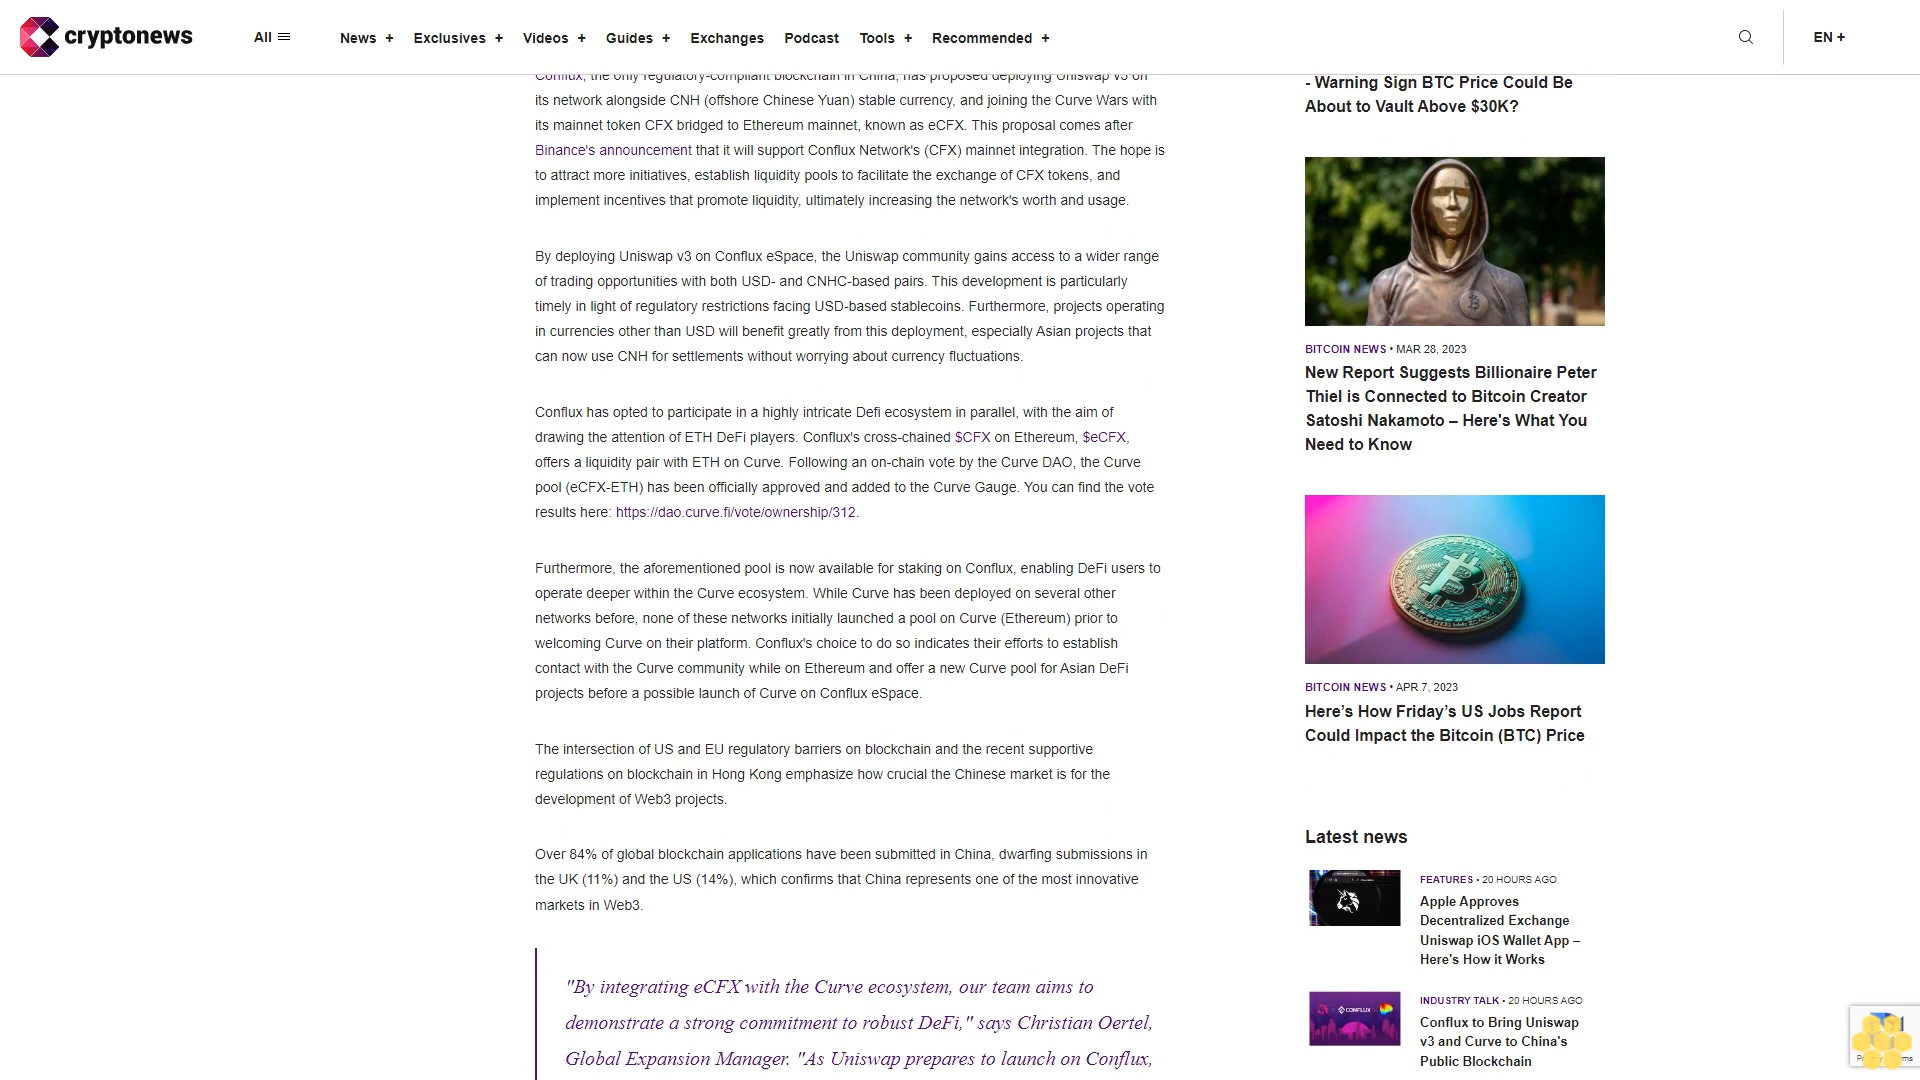 cryptonews
All
News +
Exclusives +
Videos +
Guides +
Exchanges
Podcast
Tools +
Recommended +
EN +
Conflux, the only regulatory-compliant blockchain in China, has proposed deploying Uniswap v3 on
its network alongside CNH (offshore Chinese Yuan) stable currency, and joining the Curve Wars with
its mainnet token CFX bridged to Ethereum mainnet, known as eCFX. This proposal comes after
Binance's announcement that it will support Conflux Network's (CFX) mainnet integration. The hope is
to attract more initiatives, establish liquidity pools to facilitate the exchange of CFX tokens, and
implement incentives that promote liquidity, ultimately increasing the network's worth and usage.
By deploying Uniswap v3 on Conflux eSpace, the Uniswap community gains access to a wider range
of trading opportunities with both USD- and CNHC-based pairs. This development is particularly
timely in light of regulatory restrictions facing USD-based stablecoins. Furthermore, projects operating
in currencies other than USD will benefit greatly from this deployment, especially Asian projects that
can now use CNH for settlements without worrying about currency fluctuations.
Conflux has opted to participate in a highly intricate Defi ecosystem in parallel, with the aim of
drawing the attention of ETH DeFi players. Conflux's cross-chained $CFX on Ethereum, $eCFX,
offers a liquidity pair with ETH on Curve. Following an on-chain vote by the Curve DAO, the Curve
pool (eCFX-ETH) has been officially approved and added to the Curve Gauge. You can find the vote
results here: https://dao.curve.fi/vote/ownership/312.
Furthermore, the aforementioned pool is now available for staking on Conflux, enabling DeFi users to
operate deeper within the Curve ecosystem. While Curve has been deployed on several other
networks before, none of these networks initially launched a pool on Curve (Ethereum) prior to
welcoming Curve on their platform. Conflux's choice to do so indicates their efforts to establish
contact with the Curve community while on Ethereum and offer a new Curve pool for Asian DeFi
projects before a possible launch of Curve on Conflux eSpace.
The intersection of US and EU regulatory barriers on blockchain and the recent supportive
regulations on blockchain in Hong Kong emphasize how crucial the Chinese market is for the
development of Web3 projects.
Over 84% of global blockchain applications have been submitted in China, dwarfing submissions in
the UK (11%) and the US (14%), which confirms that China represents one of the most innovative
markets in Web3.
"By integrating eCFX with the Curve ecosystem, our team aims to
demonstrate a strong commitment to robust DeFi," says Christian Oertel,
Global Expansion Manager. "As Uniswap prepares to launch on Conflux,
- Warning Sign BTC Price Could Be
About to Vault Above $30K?
BITCOIN NEWS • MAR 28, 2023
New Report Suggests Billionaire Peter
Thiel is Connected to Bitcoin Creator
Satoshi Nakamoto – Here's What You
Need to Know
BITCOIN NEWS • APR 7, 2023
Here’s How Friday’s US Jobs Report
Could Impact the Bitcoin (BTC) Price
Latest news
FEATURES • 20 HOURS AGO
Apple Approves
Decentralized Exchange
Uniswap iOS Wallet App –
Here's How it Works
CONFLUX
INDUSTRY TALK • 20 HOURS AGO
Conflux to Bring Uniswap
v3 and Curve to China's
Public Blockchain